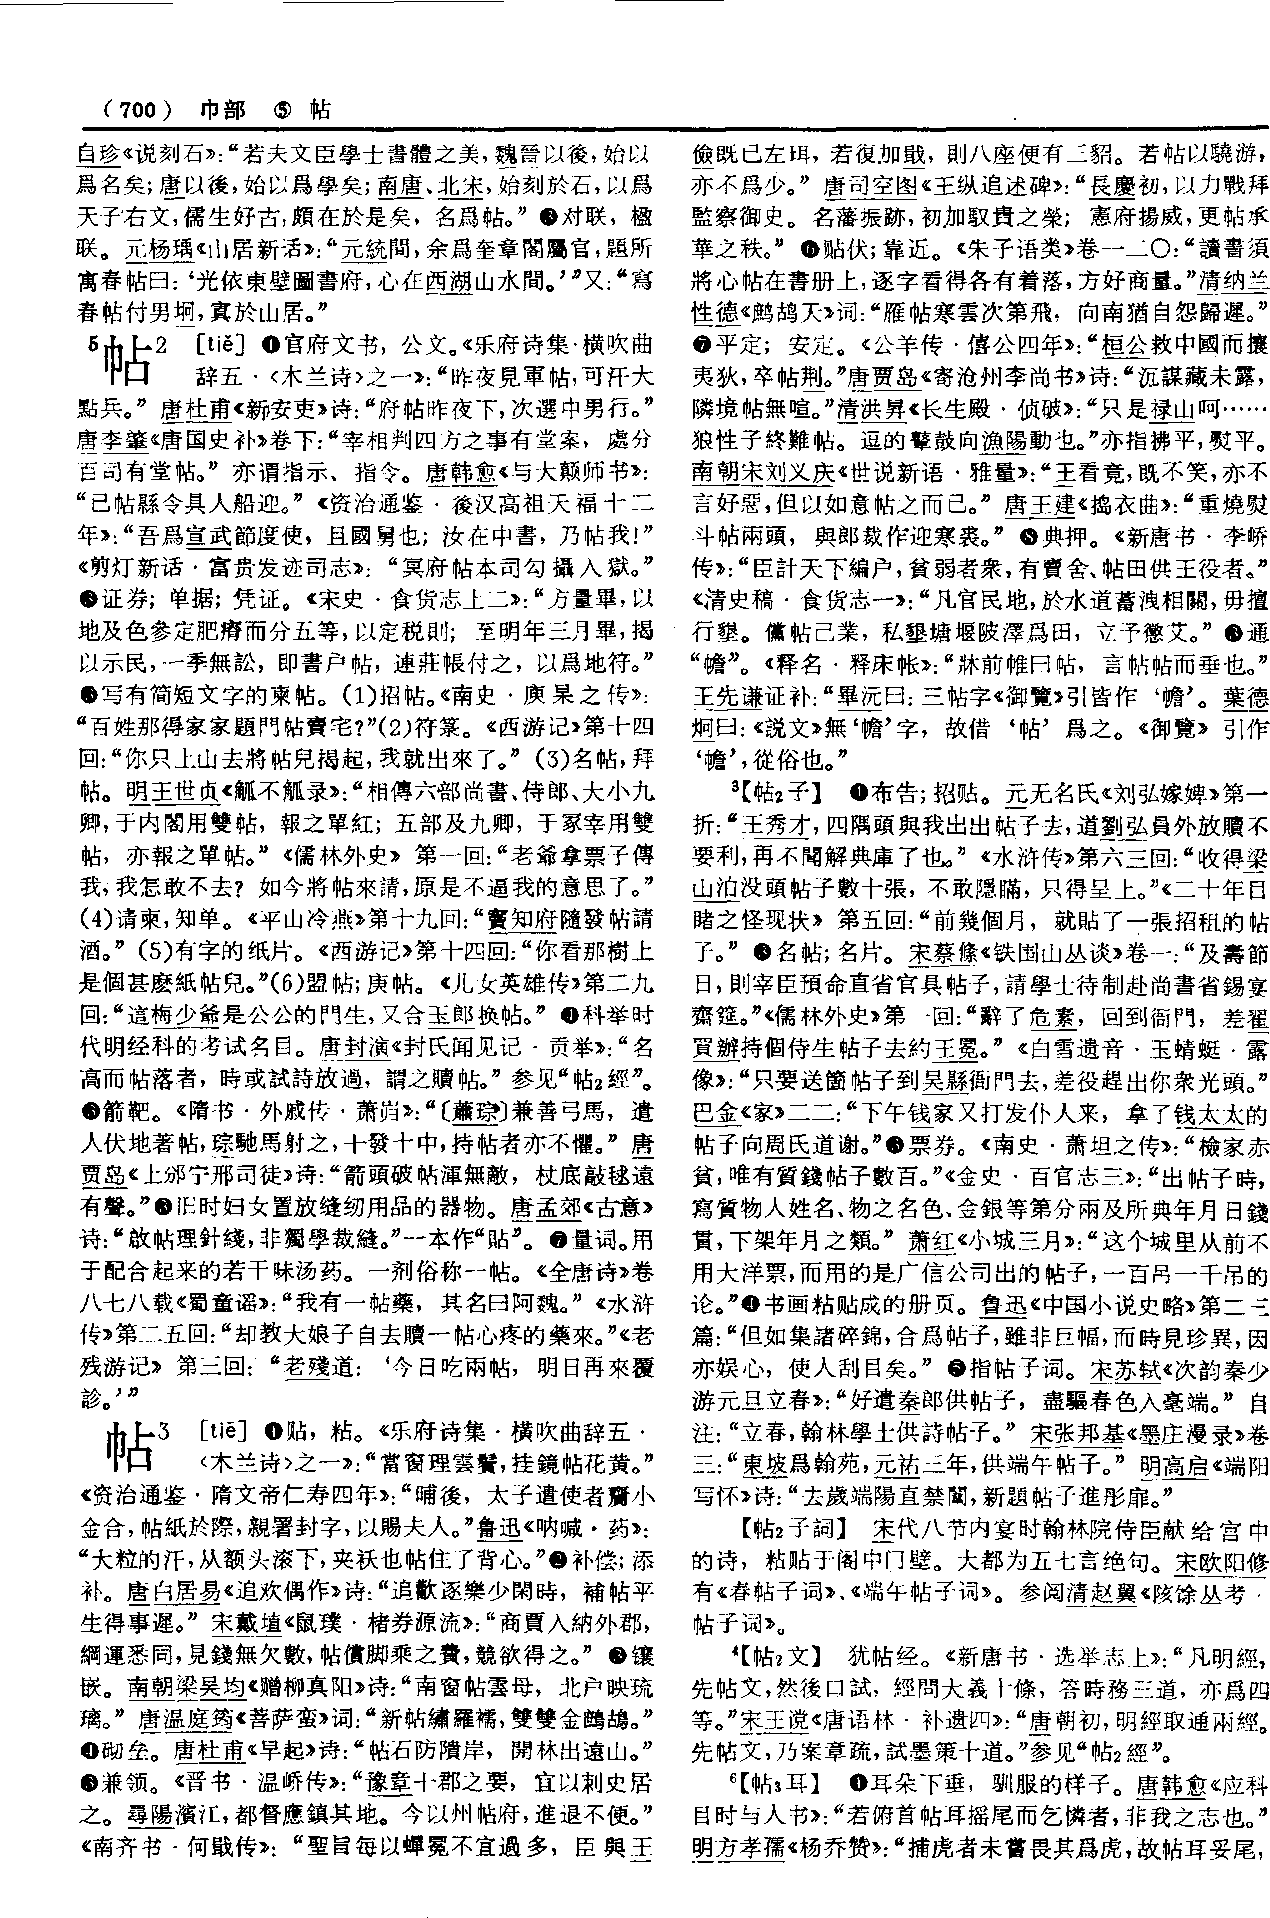 （700） 巾部 ⑤ 帖
自珍《说刻石》：“若夫文臣學士書體之美，魏晉以後，始以
爲名矣；唐以後，始以爲學矣；南唐、北宋，始刻於石，以爲
天子右文，儒生好古，頗在於是矣，名爲帖。” ❸对联，楹
联。元杨瑀《山居新话》：“元統間，余爲奎章閣屬官，題所
寓春帖曰：‘光依東壁圖書府，心在西湖山水間。’”又：“寫
春帖付男坰，寘於山居。”
⁵帖2 ［tiě］ ❶官府文书，公文。《乐府诗集·横吹曲
辞五·〈木兰诗〉之一》：“昨夜見軍帖，可汗大
點兵。” 唐杜甫《新安吏》诗：“府帖昨夜下，次選中男行。”
唐李肇《唐国史补》卷下：“宰相判四方之事有堂案，處分
百司有堂帖。” 亦谓指示、指令。唐韩愈《与大颠师书》：
“已帖縣令具人船迎。” 《资治通鉴·後汉高祖天福十二
年》：“吾爲宣武節度使，且國舅也；汝在中書，乃帖我！”
《剪灯新话·富贵发迹司志》：“冥府帖本司勾攝入獄。”
❷证券；单据；凭证。《宋史·食货志上二》：“方量畢，以
地及色參定肥瘠而分五等，以定税則；至明年三月畢，揭
以示民，一季無訟，即書户帖，連莊帳付之，以爲地符。”
❸写有简短文字的柬帖。(1)招帖。《南史·庾杲之传》：
“百姓那得家家題門帖賣宅？”(2)符箓。《西游记》第十四
回：“你只上山去將帖兒揭起，我就出來了。” (3)名帖，拜
帖。明王世贞《觚不觚录》：“相傳六部尚書、侍郎、大小九
卿，于内閣用雙帖，報之單紅；五部及九卿，于冢宰用雙
帖，亦報之單帖。” 《儒林外史》 第一回：“老爺拿票子傳
我，我怎敢不去？如今將帖來請，原是不逼我的意思了。”
(4)请柬，知单。《平山冷燕》第十九回：“竇知府隨發帖請
酒。” (5)有字的纸片。《西游记》第十四回：“你看那樹上
是個甚麽紙帖兒。”(6)盟帖；庚帖。《儿女英雄传》第二九
回：“這梅少爺是公公的門生，又合玉郎换帖。” ❹科举时
代明经科的考试名目。唐封演《封氏闻见记·贡举》：“名
高而帖落者，時或試詩放過，謂之贖帖。” 参见“帖2經”。
❺箭靶。《隋书·外戚传·萧岿》：“〔蕭琮〕兼善弓馬，遣
人伏地著帖，琮馳馬射之，十發十中，持帖者亦不懼。” 唐
贾岛《上邠宁邢司徒》诗：“箭頭破帖渾無敵，杖底敲毬遠
有聲。”❻旧时妇女置放缝纫用品的器物。唐孟郊《古意》
诗：“啟帖理針綫，非獨學裁縫。”一本作“貼”。 ❼量词。用
于配合起来的若干味汤药。一剂俗称一帖。《全唐诗》卷
八七八载《蜀童谣》：“我有一帖藥，其名曰阿魏。” 《水浒
传》第二五回：“却教大娘子自去贖一帖心疼的藥來。”《老
残游记》 第三回：“老殘道：‘今日吃兩帖，明日再來覆
診。’”
帖3 ［tiē］ ❶贴，粘。《乐府诗集·横吹曲辞五·
〈木兰诗〉之一》：“當窗理雲鬢，挂鏡帖花黄。”
《资治通鉴·隋文帝仁寿四年》：“晡後，太子遣使者齎小
金合，帖紙於際，親署封字，以賜夫人。”鲁迅《呐喊·药》：
“大粒的汗，从额头滚下，夹袄也帖住了背心。”❷补偿；添
补。唐白居易《追欢偶作》诗：“追歡逐樂少閑時，補帖平
生得事遲。” 宋戴埴《鼠璞·楮券源流》：“商賈入納外郡，
綱運悉同，見錢無欠數，帖償脚乘之費，競欲得之。” ❸镶
嵌。南朝梁吴均《赠柳真阳》诗：“南窗帖雲母，北户映琉
璃。” 唐温庭筠《菩萨蛮》词：“新帖繡羅襦，雙雙金鷓鴣。”
❹砌垒。唐杜甫《早起》诗：“帖石防隤岸，開林出遠山。”
❺兼领。《晋书·温峤传》：“豫章十郡之要，宜以刺史居
之。尋陽濱江，都督應鎮其地。今以州帖府，進退不便。”
《南齐书·何戢传》：“聖旨每以蟬冕不宜過多，臣與王
儉既已左珥，若復加戢，則八座便有三貂。若帖以驍游，
亦不爲少。” 唐司空图《王纵追述碑》：“長慶初，以力戰拜
監察御史。名藩振跡，初加馭貴之榮；憲府揚威，更帖承
華之秩。” ❻贴伏；靠近。《朱子语类》卷一二〇：“讀書須
將心帖在書册上，逐字看得各有着落，方好商量。”清纳兰
性德《鹧鸪天》词：“雁帖寒雲次第飛，向南猶自怨歸遲。”
❼平定；安定。《公羊传·僖公四年》：“桓公救中國而攘
夷狄，卒帖荆。”唐贾岛《寄沧州李尚书》诗：“沉謀藏未露，
隣境帖無喧。”清洪昇《长生殿·侦破》：“只是禄山呵……
狼性子終難帖。逗的鼙鼓向漁陽動也。”亦指拂平，熨平。
南朝宋刘义庆《世说新语·雅量》：“王看竟，既不笑，亦不
言好惡，但以如意帖之而已。” 唐王建《捣衣曲》：“重燒熨
斗帖兩頭，與郎裁作迎寒裘。” ❽典押。《新唐书·李峤
传》：“臣計天下編户，貧弱者衆，有賣舍、帖田供王役者。”
《清史稿·食货志一》：“凡官民地，於水道蓄洩相關，毋擅
行墾。儻帖己業，私墾塘堰陂澤爲田，立予懲艾。” ❾通
“幨”。《释名·释床帐》：“牀前帷曰帖，言帖帖而垂也。”
王先谦证补：“畢沅曰：三帖字《御覽》引皆作‘幨’。葉德
炯曰：《説文》無‘幨’字，故借‘帖’爲之。《御覽》引作
‘幨’，從俗也。”
³【帖2子】 ❶布告；招贴。元无名氏《刘弘嫁婢》第一
折：“王秀才，四隅頭與我出出帖子去，道劉弘員外放贖不
要利，再不開解典庫了也。” 《水浒传》第六三回：“收得梁
山泊没頭帖子數十張，不敢隱瞞，只得呈上。”《二十年目
睹之怪现状》 第五回：“前幾個月，就貼了一張招租的帖
子。” ❷名帖；名片。宋蔡絛《铁围山丛谈》卷一：“及壽節
日，則宰臣預命直省官具帖子，請學士待制赴尚書省錫宴
齋筵。”《儒林外史》第一回：“辭了危素，回到衙門，差翟
買辦持個侍生帖子去約王冕。” 《白雪遗音·玉蜻蜓·露
像》：“只要送箇帖子到吴縣衙門去，差役趕出你衆光頭。”
巴金《家》二二：“下午钱家又打发仆人来，拿了钱太太的
帖子向周氏道谢。”❸票券。《南史·萧坦之传》：“檢家赤
貧，唯有質錢帖子數百。”《金史·百官志三》：“出帖子時，
寫質物人姓名、物之名色、金銀等第分兩及所典年月日錢
貫，下架年月之類。” 萧红《小城三月》：“这个城里从前不
用大洋票，而用的是广信公司出的帖子，一百吊一千吊的
论。”❹书画粘贴成的册页。鲁迅《中国小说史略》第二三
篇：“但如集諸碎錦，合爲帖子，雖非巨幅，而時見珍異，因
亦娱心，使人刮目矣。” ❺指帖子词。宋苏轼《次韵秦少
游元旦立春》：“好遣秦郎供帖子，盡驅春色入毫端。” 自
注：“立春，翰林學士供詩帖子。” 宋张邦基《墨庄漫录》卷
三：“東坡爲翰苑，元祐三年，供端午帖子。” 明高启《端阳
写怀》诗：“去歲端陽直禁闈，新題帖子進彤扉。”
【帖2子詞】 宋代八节内宴时翰林院侍臣献给宫中
的诗，粘贴于阁中门壁。大都为五七言绝句。宋欧阳修
有《春帖子词》、《端午帖子词》。参阅清赵翼《陔馀丛考·
帖子词》。
⁴【帖2文】 犹帖经。《新唐书·选举志上》：“凡明經，
先帖文，然後口試，經問大義十條，答時務三道，亦爲四
等。”宋王谠《唐语林·补遗四》：“唐朝初，明經取通兩經。
先帖文，乃案章疏，試墨策十道。”参见“帖2經”。
⁶【帖3耳】 ❶耳朵下垂，驯服的样子。唐韩愈《应科
目时与人书》：“若俯首帖耳摇尾而乞憐者，非我之志也。”
明方孝孺《杨乔赞》：“捕虎者未嘗畏其爲虎，故帖耳妥尾，